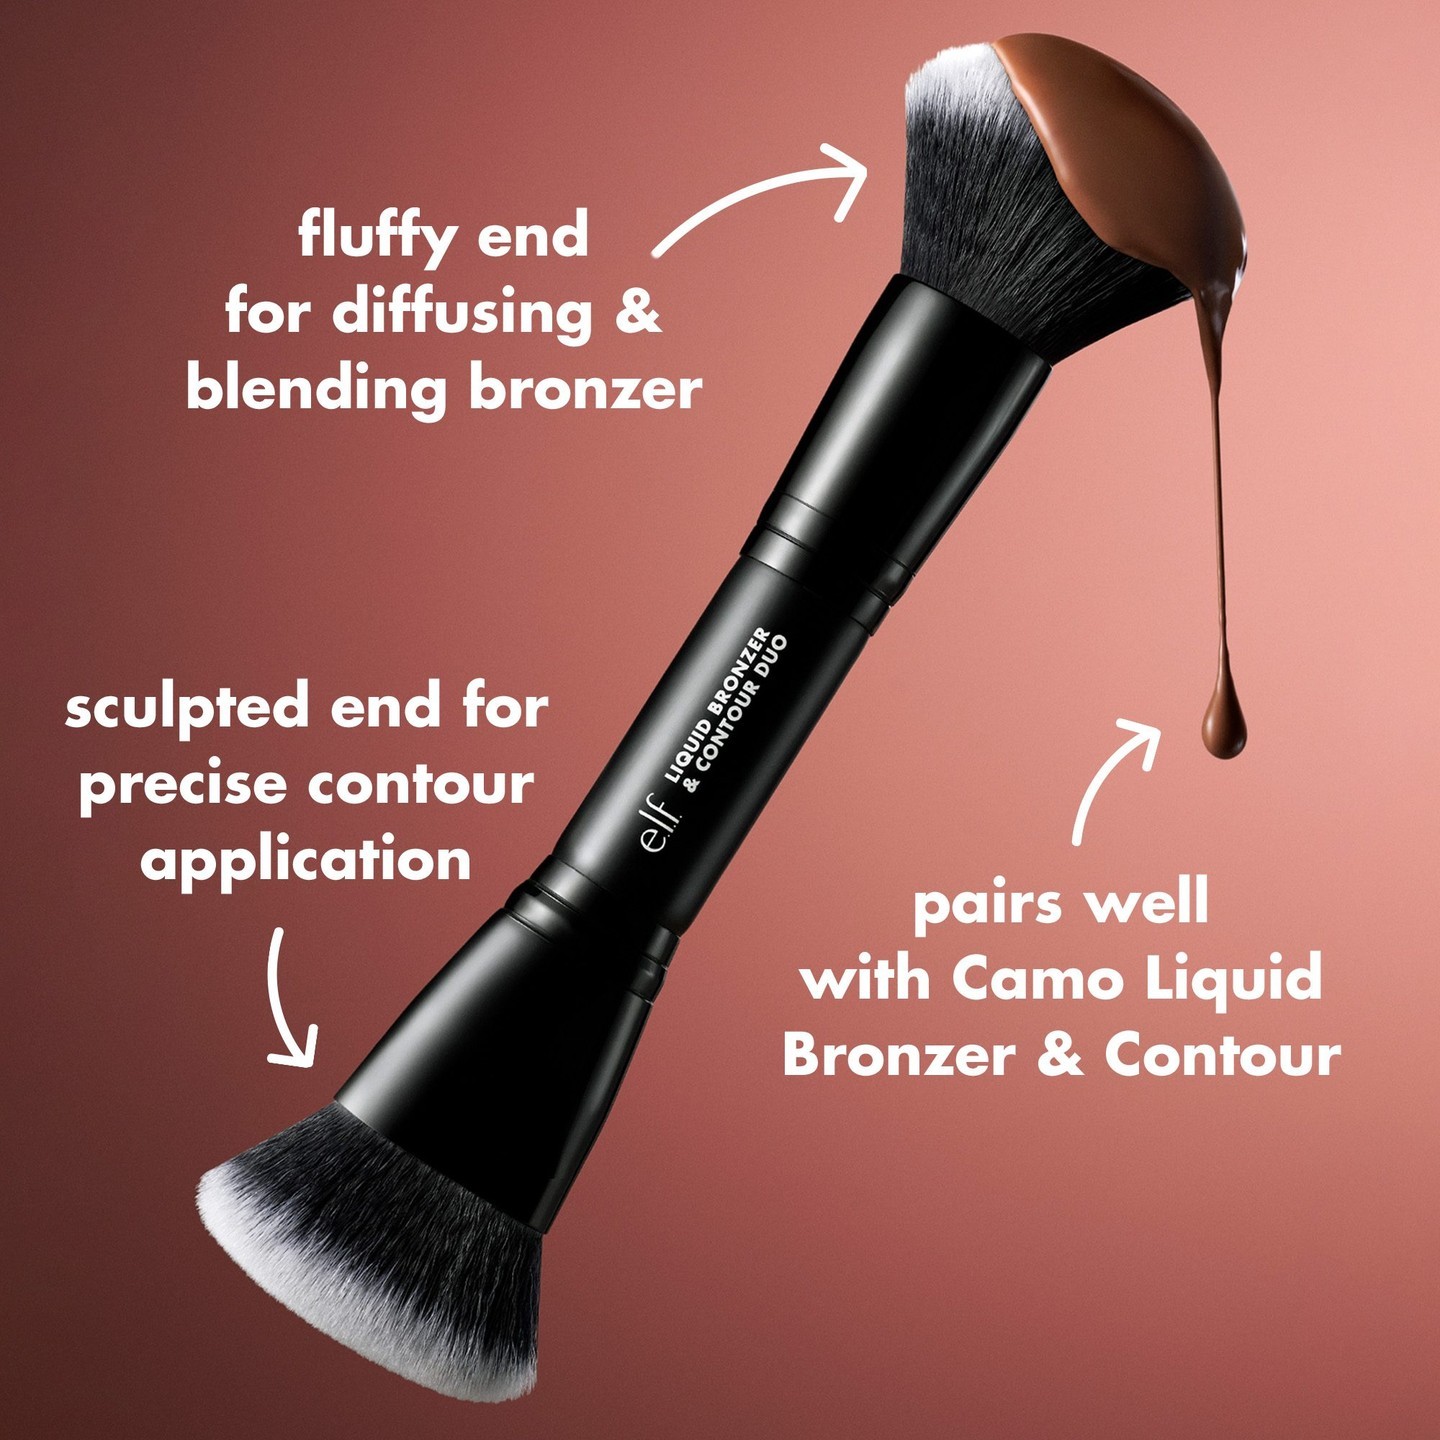 fluffy end
for diffusing &
blending bronzer
sculpted end for
precise contour
application
e.l.f.
LIQUID BRONZER
& CONTOUR DUO
pairs well
with Camo Liquid
Bronzer & Contour